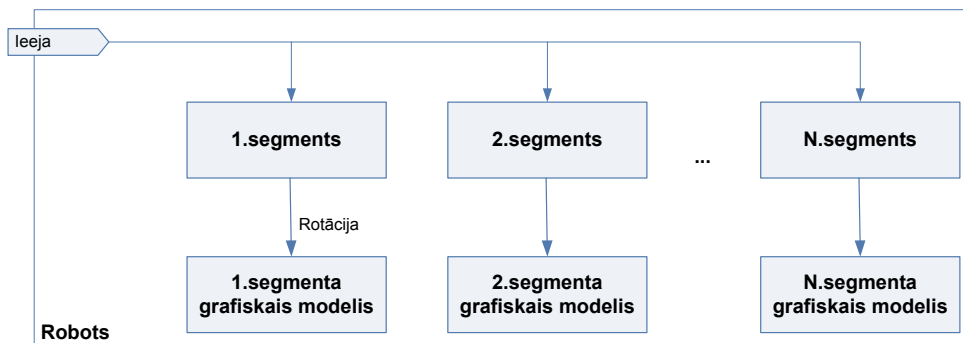 Ieeja
1.segments
2.segments
...
N.segments
Rotācija
1.segmenta
grafiskais modelis
2.segmenta
grafiskais modelis
N.segmenta
grafiskais modelis
Robots